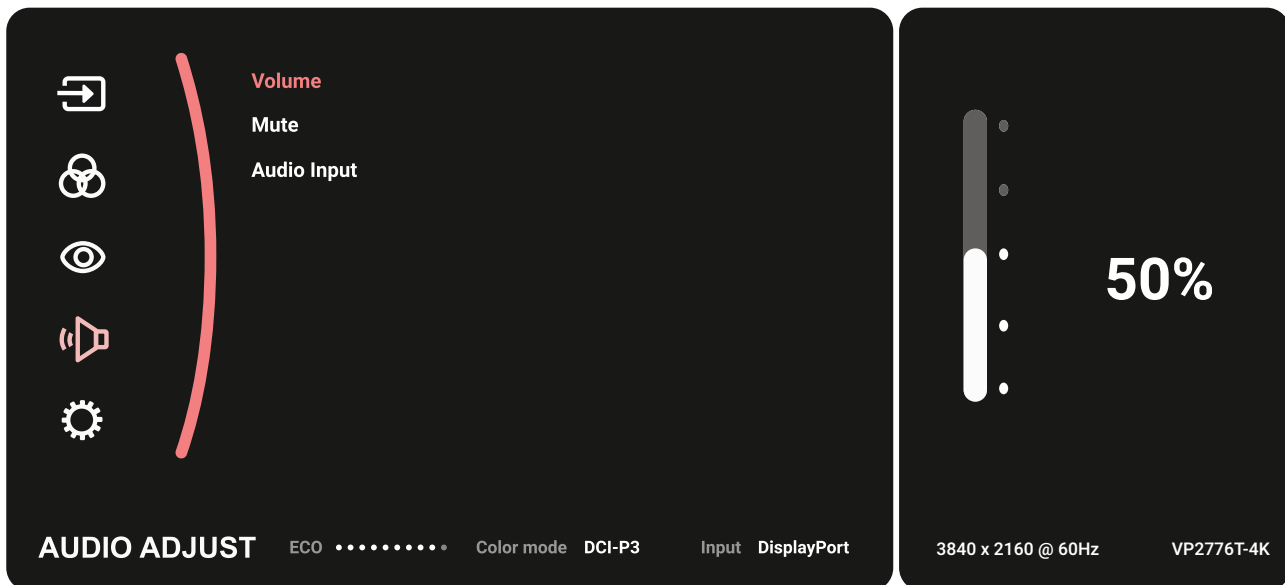 Volume
Mute
Audio Input
50%
AUDIO ADJUST ECO Color mode DCI-P3 Input DisplayPort
3840 x 2160 @ 60Hz VP2776T-4K